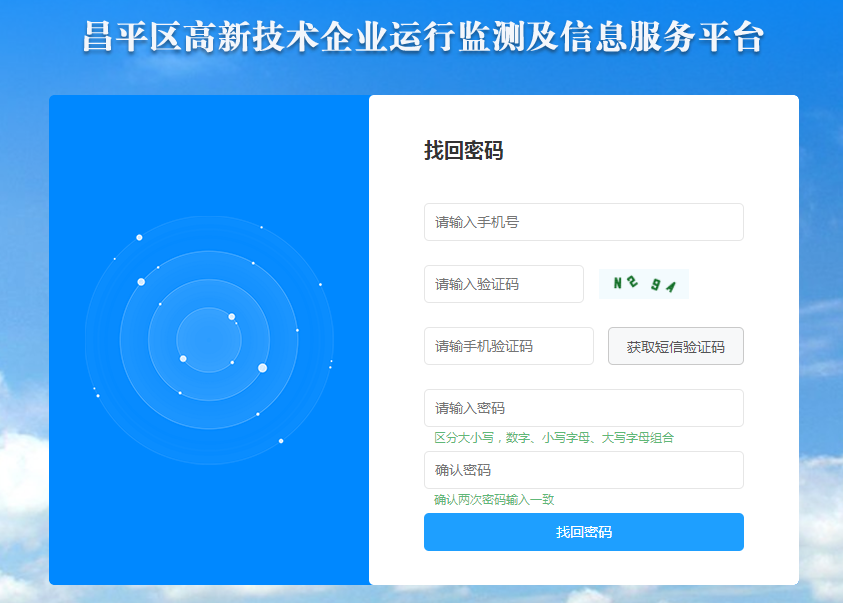 昌平区高新技术企业运行监测及信息服务平台
找回密码
请输入手机号
请输入验证码
请输手机验证码
获取短信验证码
请输入密码
区分大小写，数字、小写字母、大写字母组合
确认密码
确认两次密码输入一致
找回密码